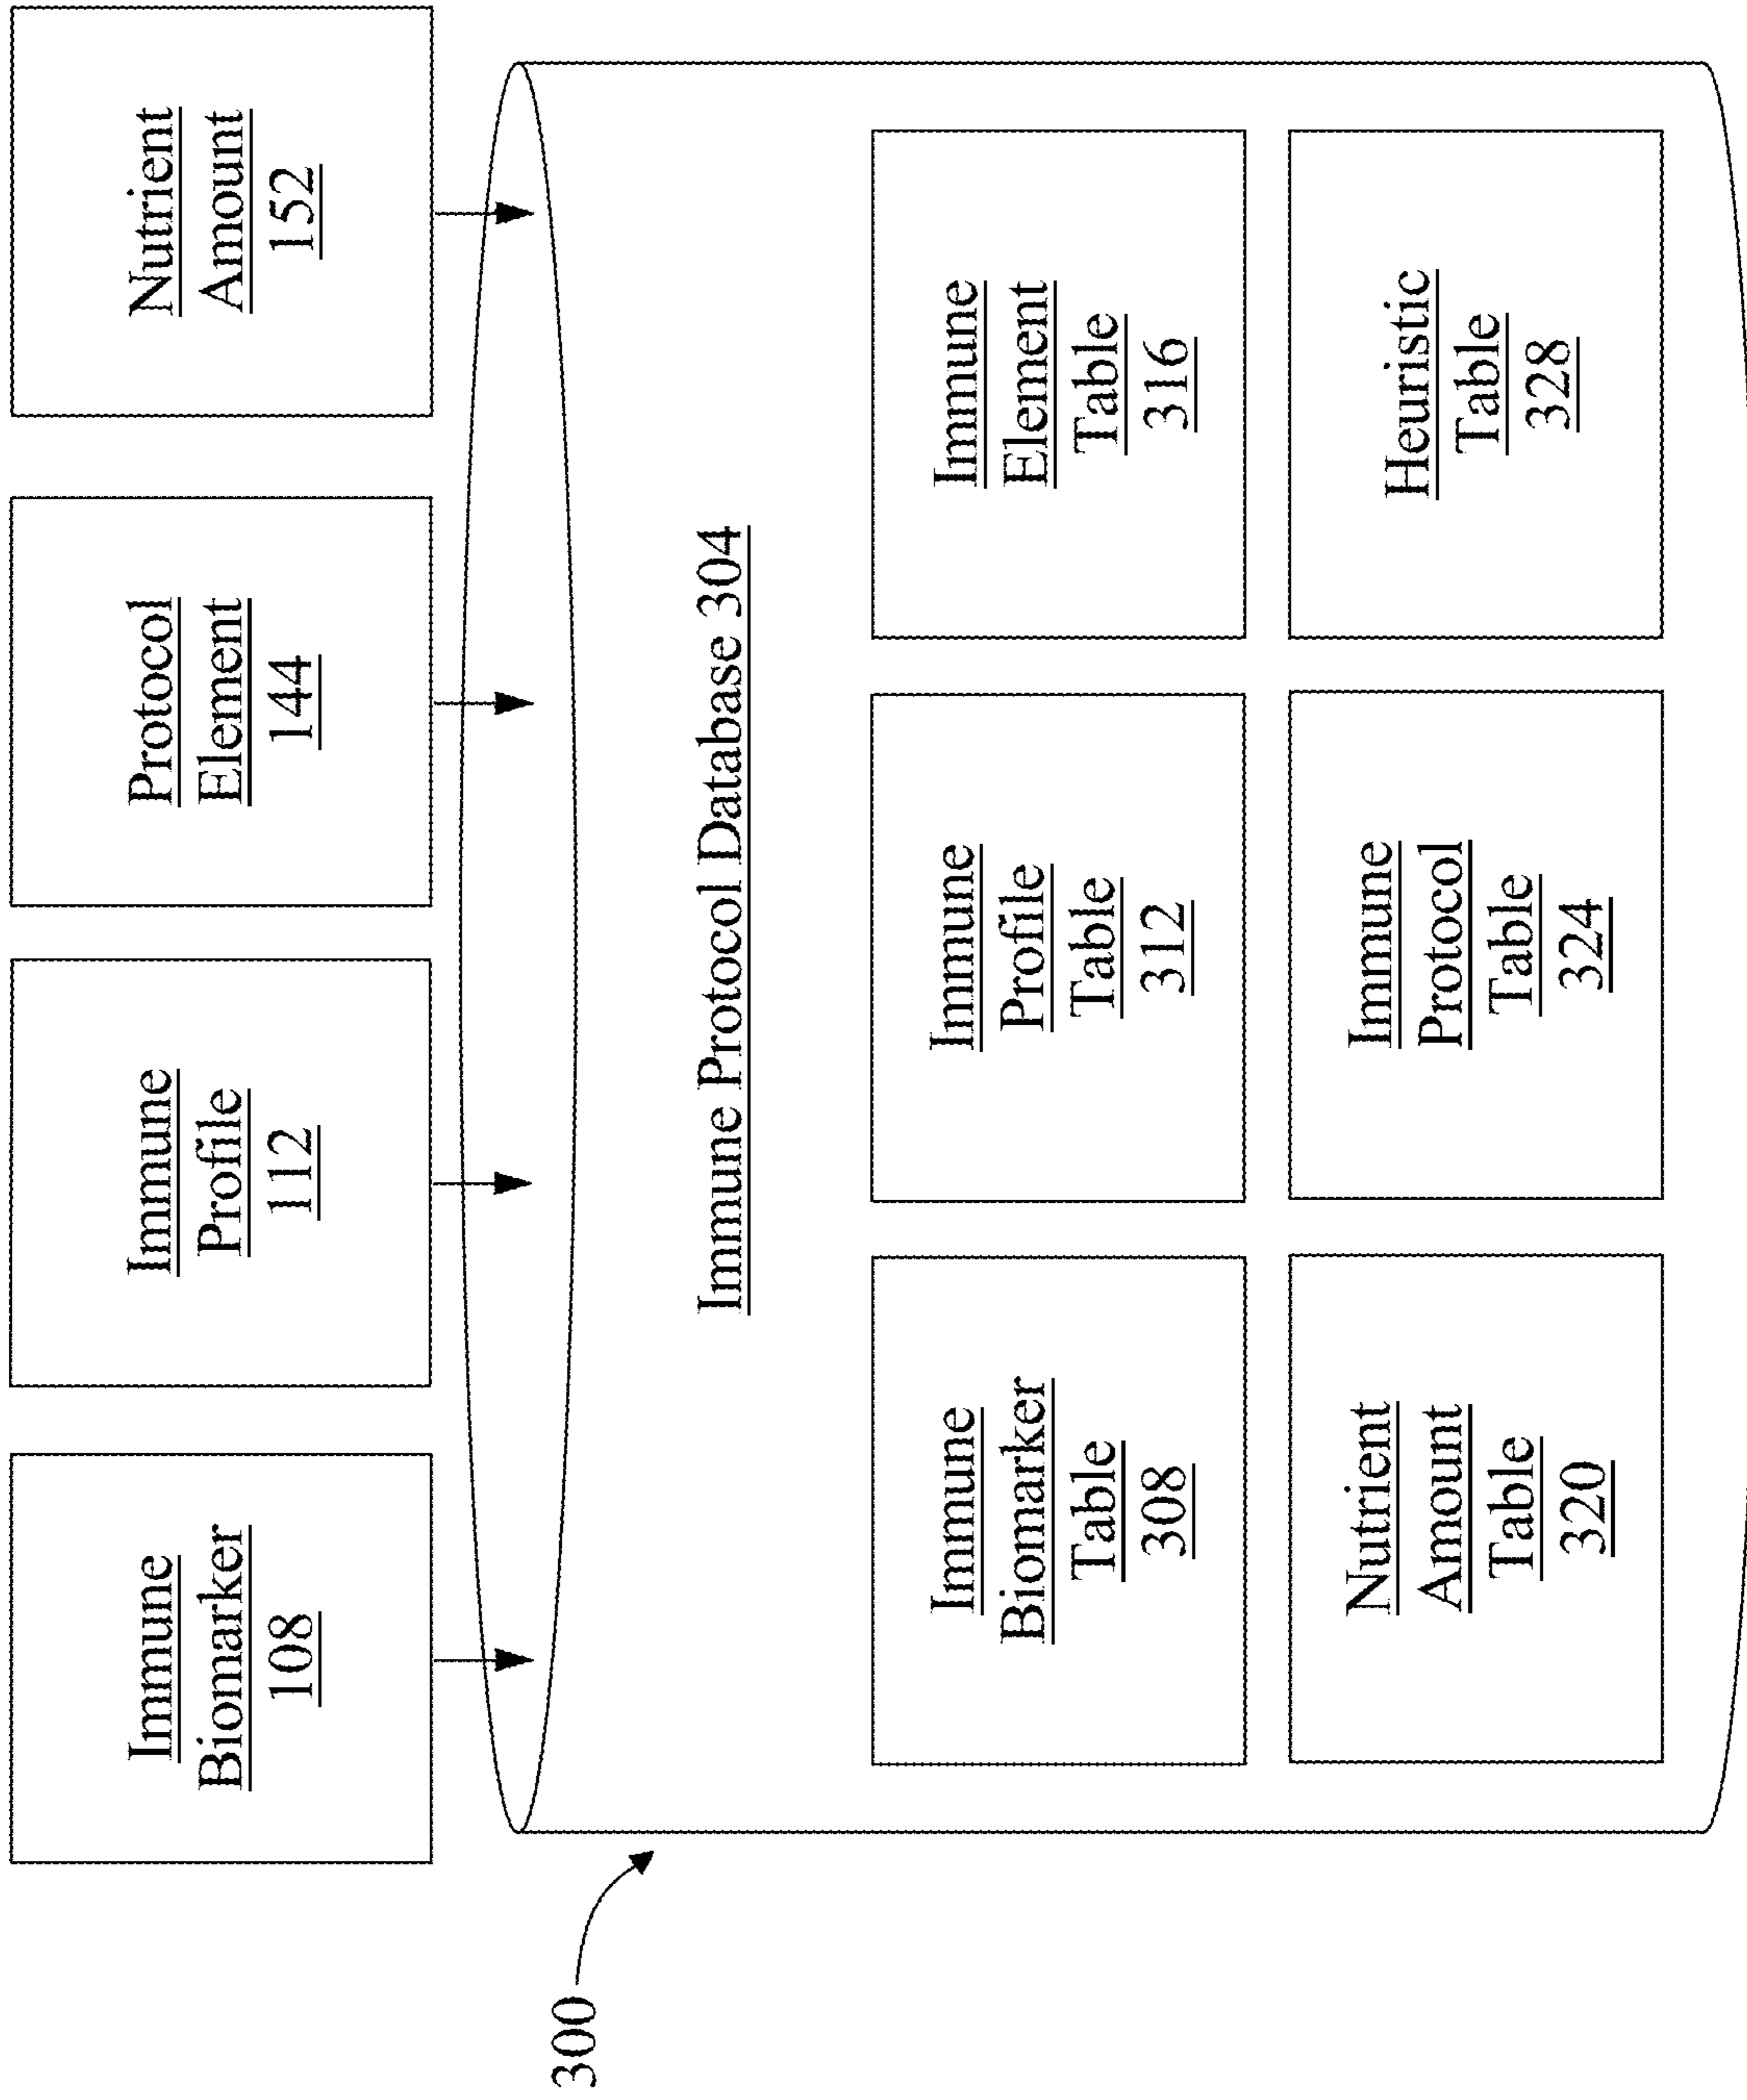 Immune
Biomarker
108
Immune
Profile
112
Protocol
Element
144
Nutrient
Amount
152
300
Immune Protocol Database 304
Immune
Biomarker
Table
308
Immune
Profile
Table
312
Immune
Element
Table
316
Nutrient
Amount
Table
320
Immune
Protocol
Table
324
Heuristic
Table
328